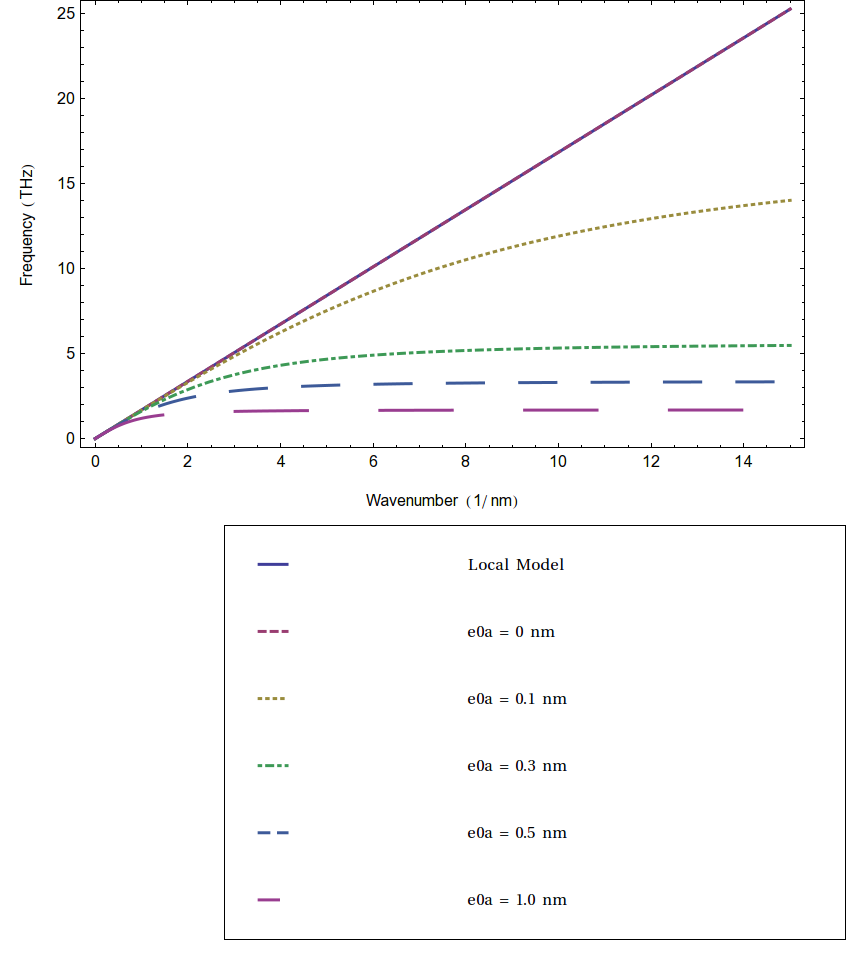 25
20
15
10
5
0
Frequency ( THz)
0 2 4 6 8 10 12 14
Wavenumber (1/ nm)
Local Model
e0a = 0 nm
e0a = 0.1 nm
e0a = 0.3 nm
e0a = 0.5 nm
e0a = 1.0 nm